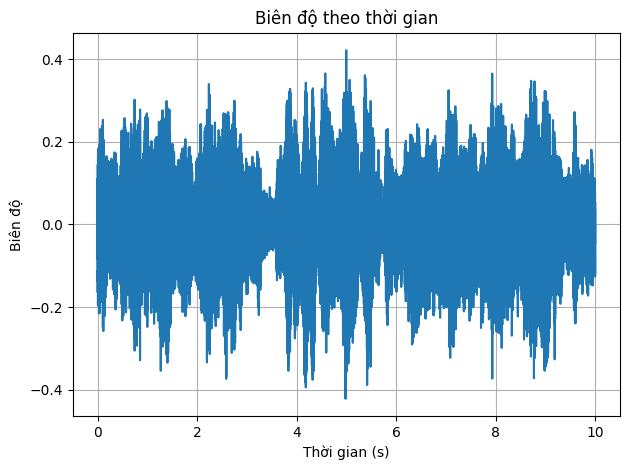 Biên độ theo thời gian
0.4
0.2
0.0
−0.2
−0.4
Biên độ
0 2 4 6 8 10
Thời gian (s)